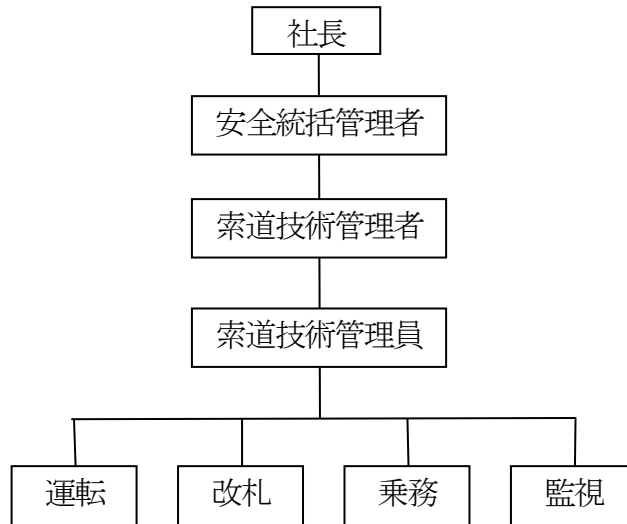 社長
安全統括管理者
索道技術管理者
索道技術管理員
運転
改札
乗務
監視